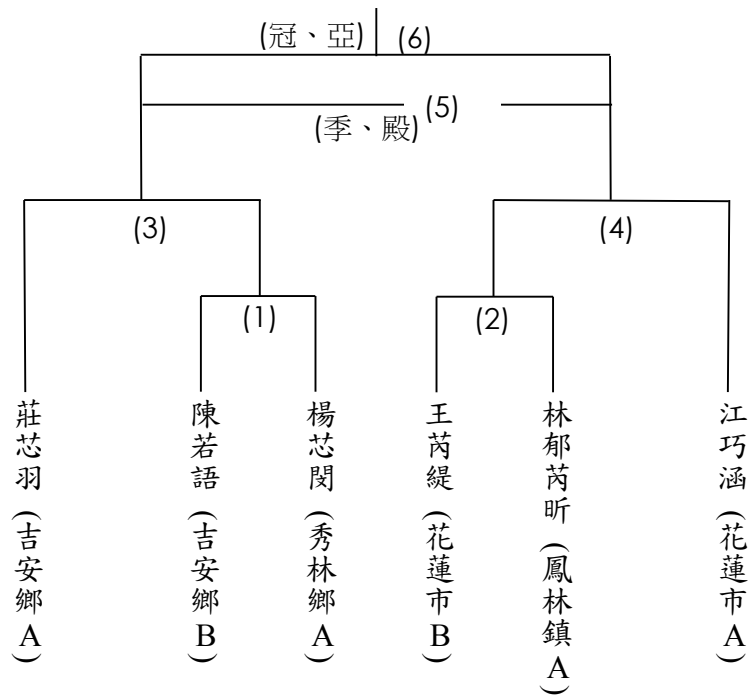 (冠、亞) (6)
(5)
(季、殿)
(3)
(4)
(1)
(2)
莊芯羽(吉安鄉A)
陳若語(吉安鄉B)
楊芯閔(秀林鄉A)
王芮緹(花蓮市B)
林郁芮昕(鳳林鎮A)
江巧涵(花蓮市A)